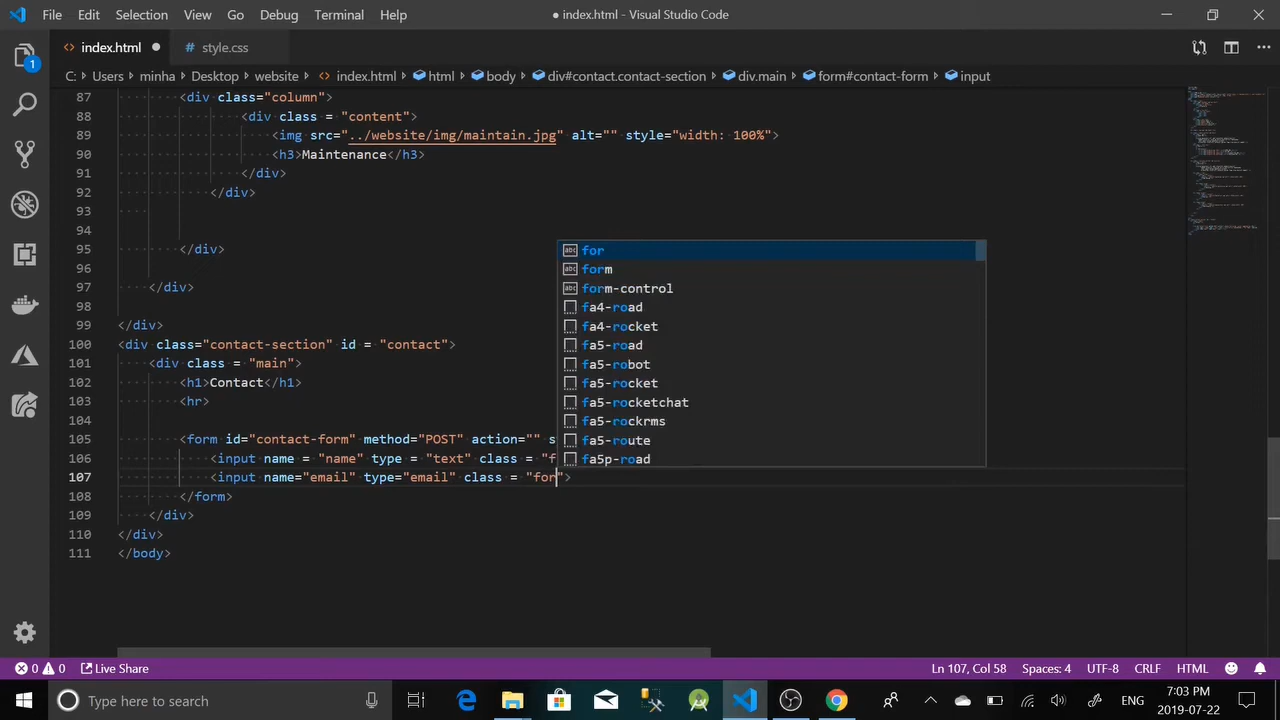 File Edit Selection View Go Debug Terminal Help ● index.html - Visual Studio Code
<> index.html ● # style.css
C: > Users > minha > Desktop > website > <> index.html > html > body > div#contact.contact-section > div.main > form#contact-form > input
1
87 <div class="column">
88 <div class = "content">
89 <img src="../website/img/maintain.jpg" alt="" style="width: 100%">
90 <h3>Maintenance</h3>
91 </div>
92 </div>
93
94
95 </div>
96
97 </div>
98
99 </div>
100 <div class="contact-section" id = "contact">
101 <div class = "main">
102 <h1>Contact</h1>
103 <hr>
104
105 <form id="contact-form" method="POST" action="" s
106 <input name = "name" type = "text" class = "f
107 <input name="email" type="email" class = "for">
108 </form>
109 </div>
110 </div>
111 </body>
abc for
abc form
abc form-control
fa4-road
fa4-rocket
fa5-road
fa5-robot
fa5-rocket
fa5-rocketchat
fa5-rockrms
fa5-route
fa5p-road
0 0 Live Share Ln 107, Col 58 Spaces: 4 UTF-8 CRLF HTML
Type here to search ENG 7:03 PM
2019-07-22